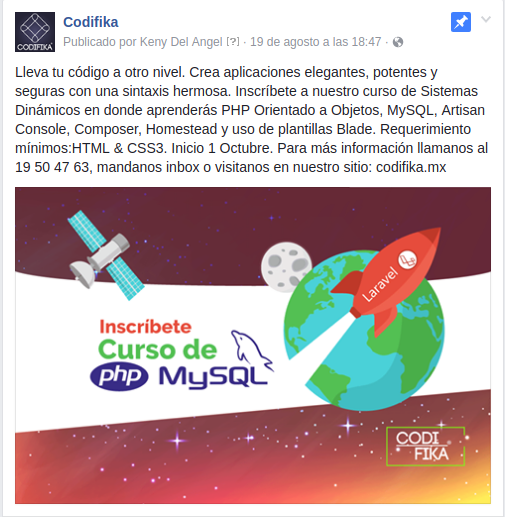 Codifika
Publicado por Keny Del Angel [?] · 19 de agosto a las 18:47 ·
Lleva tu código a otro nivel. Crea aplicaciones elegantes, potentes y
seguras con una sintaxis hermosa. Inscríbete a nuestro curso de Sistemas
Dinámicos en donde aprenderás PHP Orientado a Objetos, MySQL, Artisan
Console, Composer, Homestead y uso de plantillas Blade. Requerimiento
mínimos:HTML & CSS3. Inicio 1 Octubre. Para más información llamanos al
19 50 47 63, mandanos inbox o visitanos en nuestro sitio: codifika.mx
CODIFIKA
Laravel
Inscríbete
Curso de
php MySQL
CODI
FIKA